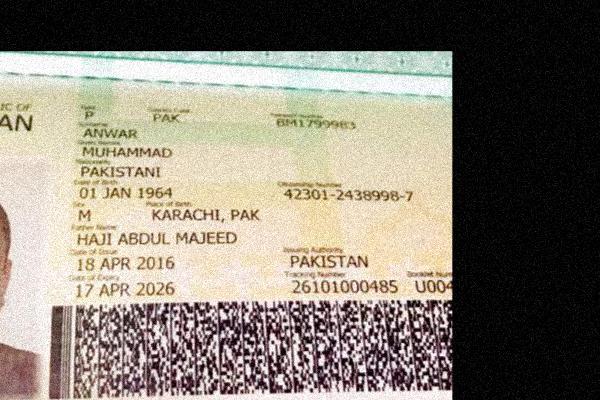 IC OF
AN
Type
P
Country Code
PAK
Passport Number
BM1799983
Surname
ANWAR
Given Names
MUHAMMAD
Nationality
PAKISTANI
Date of Birth
01 JAN 1964
Citizenship Number
42301-2438998-7
Sex
M
Place of Birth
KARACHI, PAK
Father Name
HAJI ABDUL MAJEED
Date of Issue
18 APR 2016
Issuing Authority
PAKISTAN
Date of Expiry
17 APR 2026
Tracking Number
26101000485
Booklet Num
U004